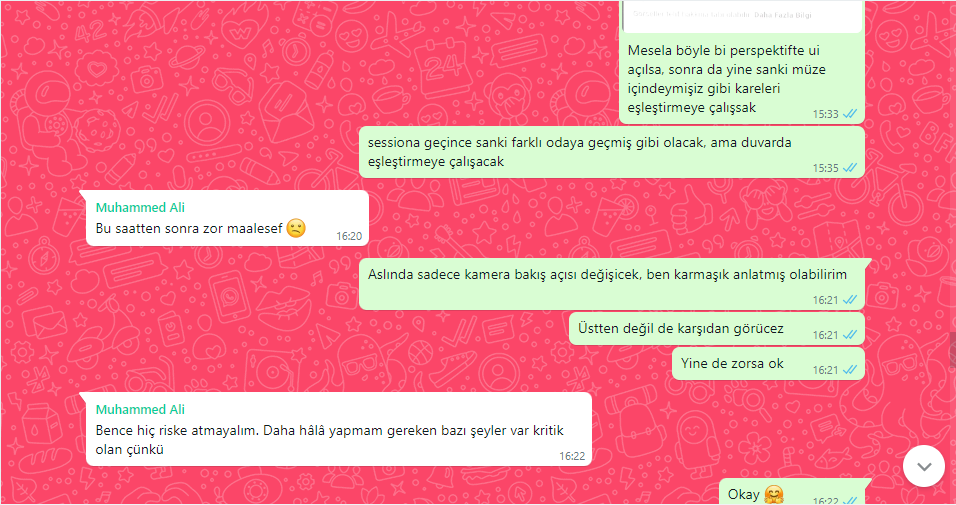 Daha Fazla Bilgi
Mesela böyle bi perspektifte ui
açılsa, sonra da yine sanki müze
içindeymişiz gibi kareleri
eşleştirmeye çalışsak
15:33
sessiona geçince sanki farklı odaya geçmiş gibi olacak, ama duvarda
eşleştirmeye çalışacak
15:35
Muhammed Ali
Bu saatten sonra zor maalesef 😕
16:20
Aslında sadece kamera bakış açısı değişicek, ben karmaşık anlatmış olabilirim
16:21
Üstten değil de karşıdan görücez
16:21
Yine de zorsa ok
16:21
Muhammed Ali
Bence hiç riske atmayalım. Daha hâlâ yapmam gereken bazı şeyler var kritik
olan çünkü
16:22
Okay 🤗
16:22